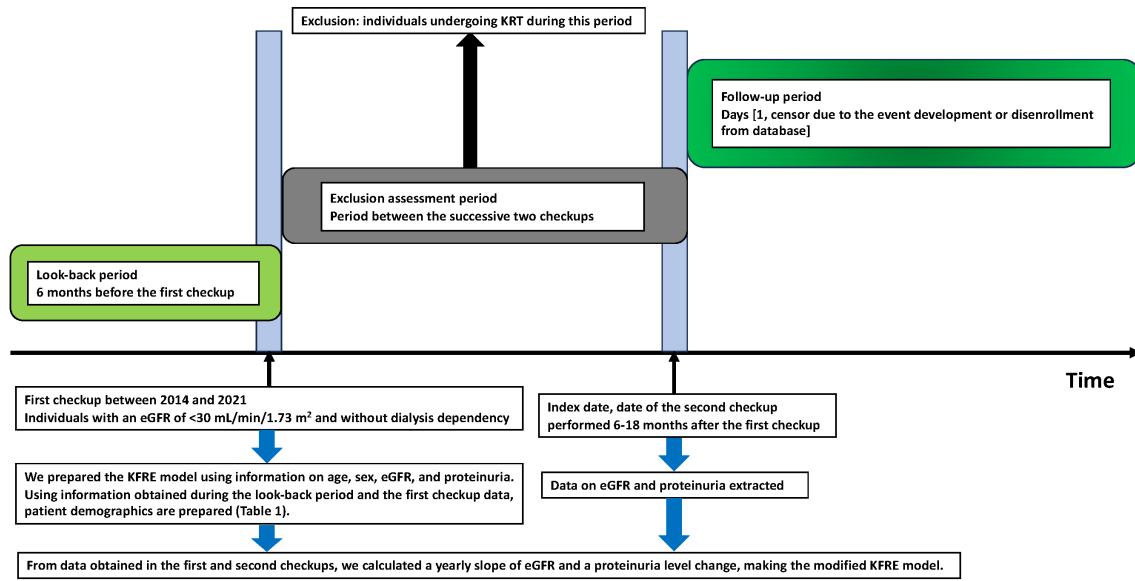 Exclusion: individuals undergoing KRT during this period
Follow-up period
Days [1, censor due to the event development or disenrollment
from database]
Exclusion assessment period
Period between the successive two checkups
Look-back period
6 months before the first checkup
Time
First checkup between 2014 and 2021
Individuals with an eGFR of <30 mL/min/1.73 m² and without dialysis dependency
Index date, date of the second checkup
performed 6-18 months after the first checkup
We prepared the KFRE model using information on age, sex, eGFR, and proteinuria.
Using information obtained during the look-back period and the first checkup data,
patient demographics are prepared (Table 1).
Data on eGFR and proteinuria extracted
From data obtained in the first and second checkups, we calculated a yearly slope of eGFR and a proteinuria level change, making the modified KFRE model.